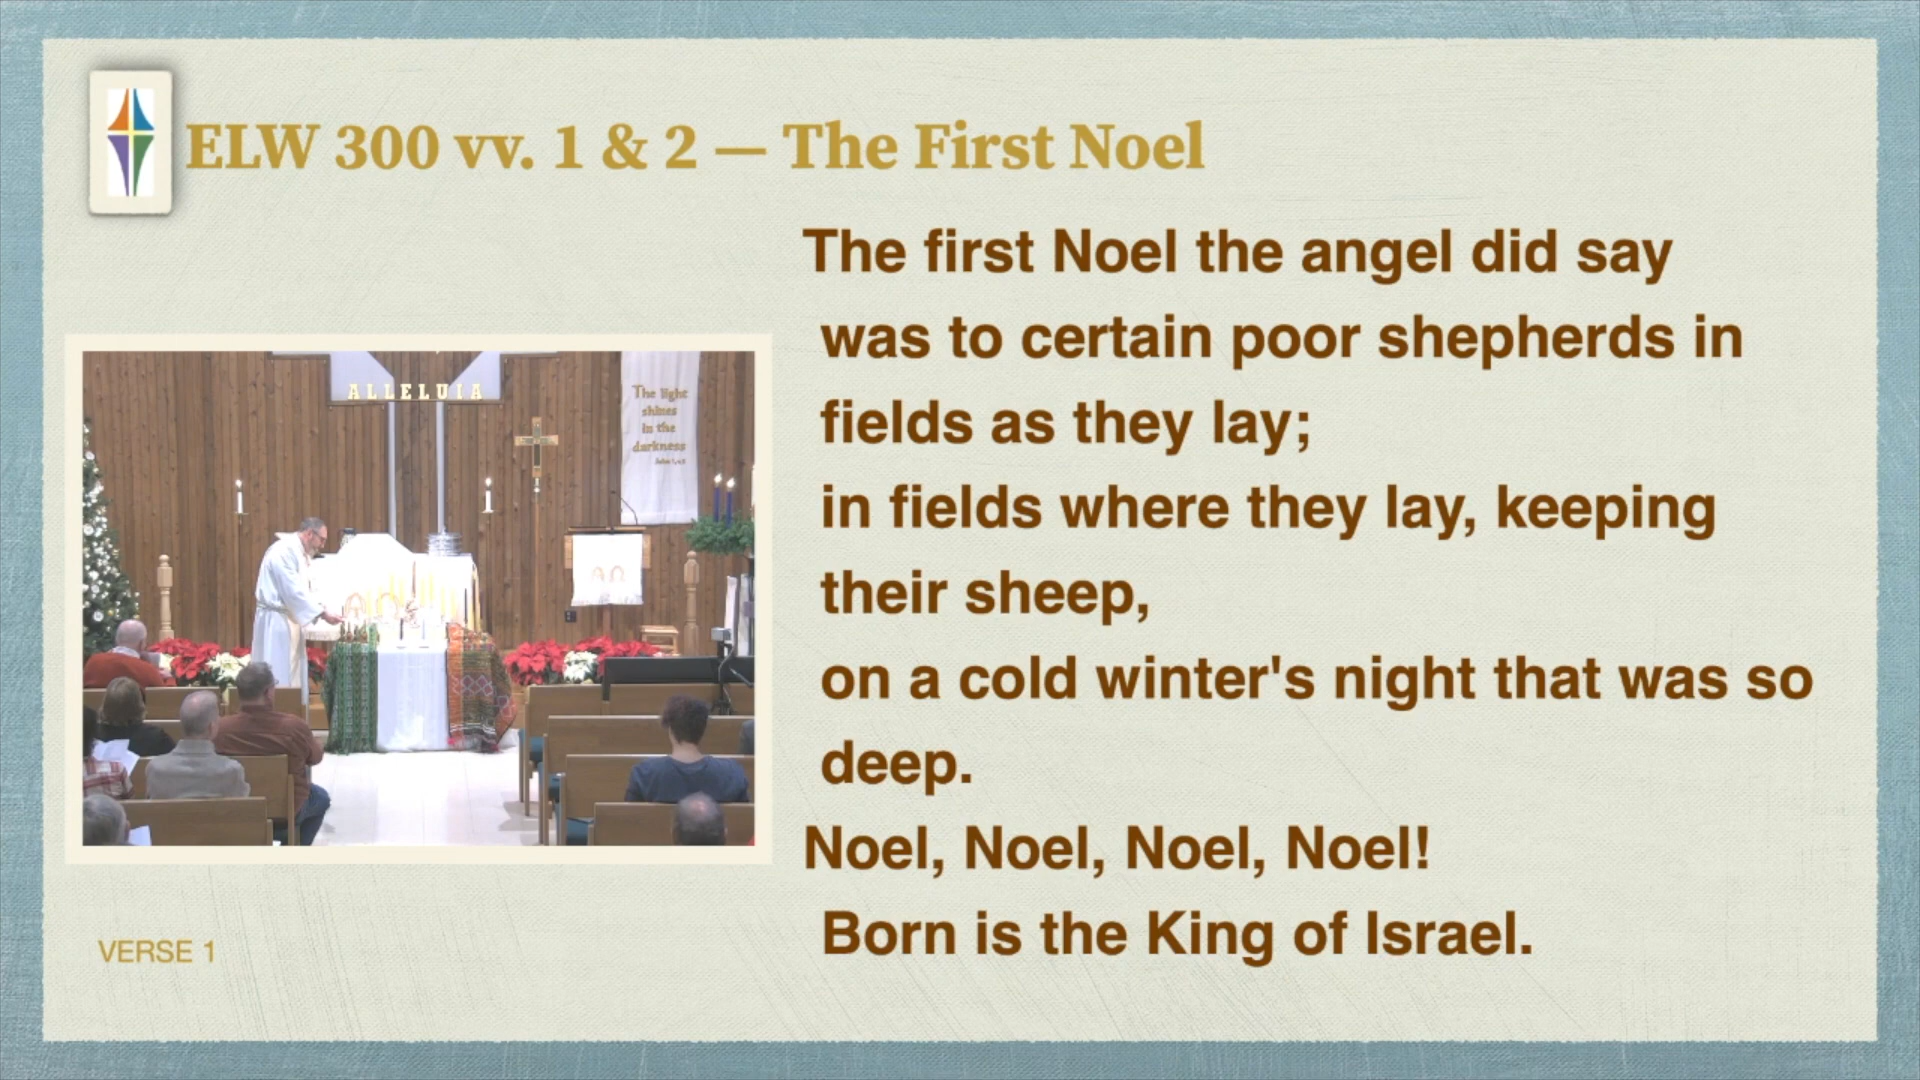 ELW 300 vv. 1 & 2 — The First Noel
The first Noel the angel did say
was to certain poor shepherds in
fields as they lay;
in fields where they lay, keeping
their sheep,
on a cold winter's night that was so
deep.
Noel, Noel, Noel, Noel!
Born is the King of Israel.
ALLELUIA
The light
shines
in the
darkness
VERSE 1